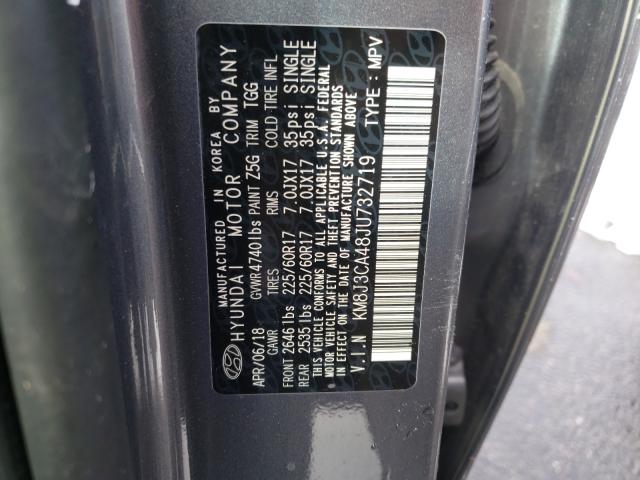 MANUFACTURED IN KOREA BY
HYUNDAI MOTOR COMPANY
APR/06/18 GVWR 4740lbs PAINT Z5G TRIM TGG
GAWR TIRES RIMS COLD TIRE INFL
FRONT 2646 lbs 225/60R17 7.0JX17 35psi SINGLE
REAR 2535 lbs 225/60R17 7.0JX17 35psi SINGLE
THIS VEHICLE CONFORMS TO ALL APPLICABLE U.S.A. FEDERAL
MOTOR VEHICLE SAFETY AND THEFT PREVENTION STANDARDS
IN EFFECT ON THE DATE OF MANUFACTURE SHOWN ABOVE
V.I.N KM8J3CA48JU732719 TYPE : MPV